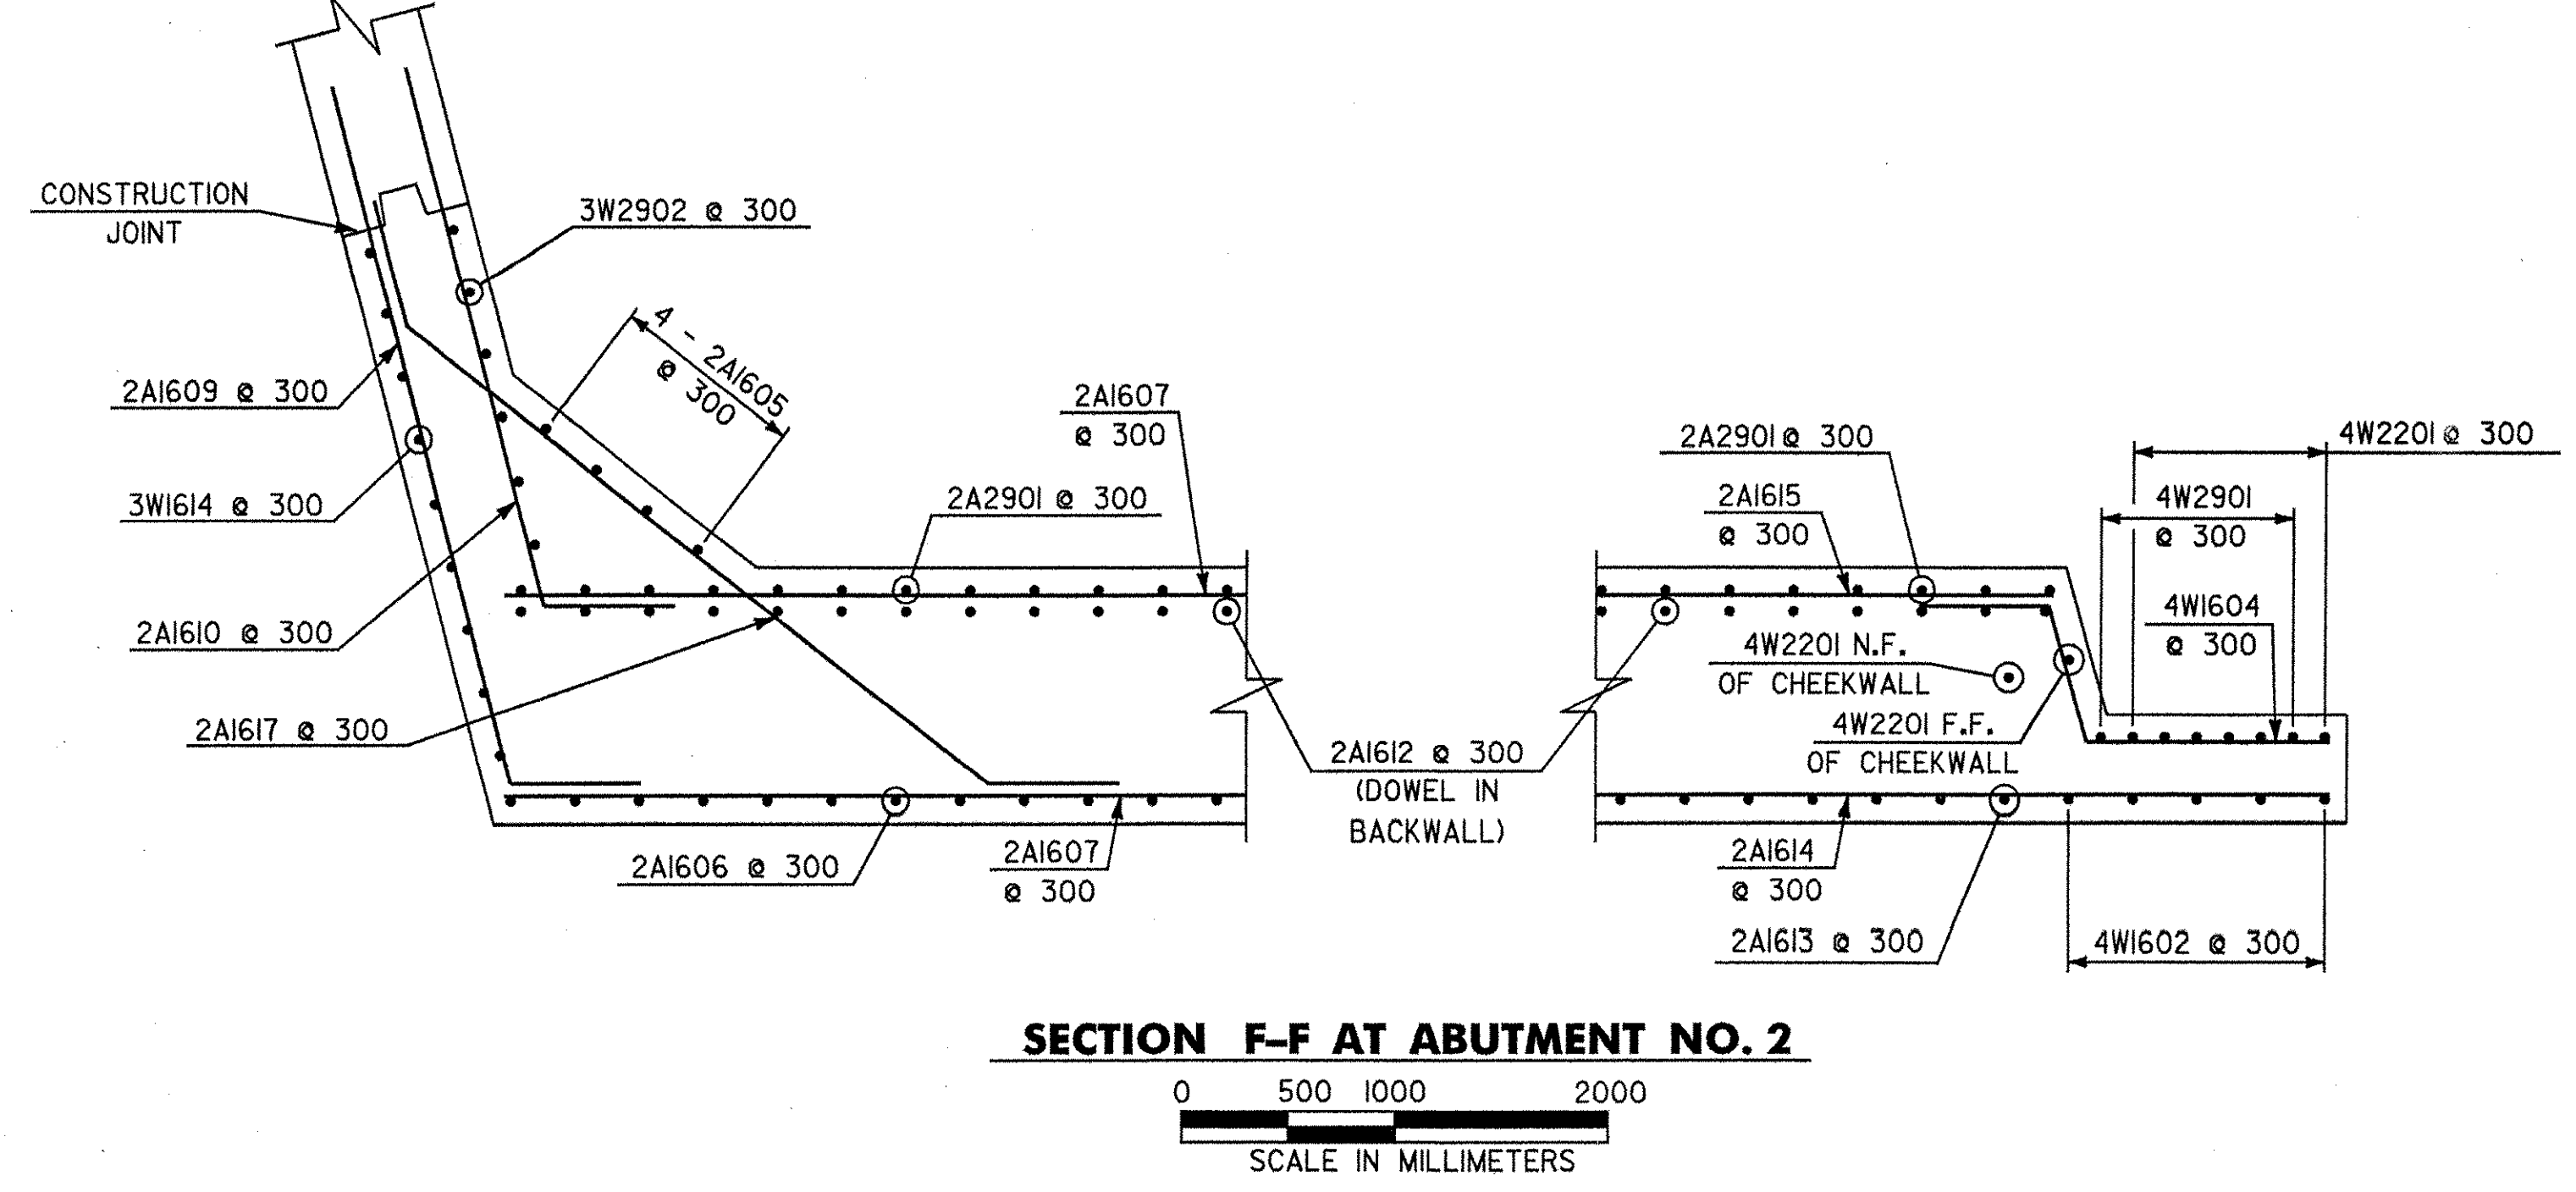 CONSTRUCTION
JOINT
3W2902 @ 300
4 - 2A1605
@ 300
2A1609 @ 300
3W1614 @ 300
2A1610 @ 300
2A1617 @ 300
2A1607
@ 300
2A2901 @ 300
2A1606 @ 300
2A1607
@ 300
2A1612 @ 300
(DOWEL IN
BACKWALL)
2A2901 @ 300
2A1615
@ 300
4W2201 N.F.
OF CHEEKWALL
4W2201 F.F.
OF CHEEKWALL
4W2201 @ 300
4W2901
@ 300
4W1604
@ 300
2A1614
@ 300
2A1613 @ 300
4W1602 @ 300
SECTION F-F AT ABUTMENT NO. 2
0 500 1000 2000
SCALE IN MILLIMETERS